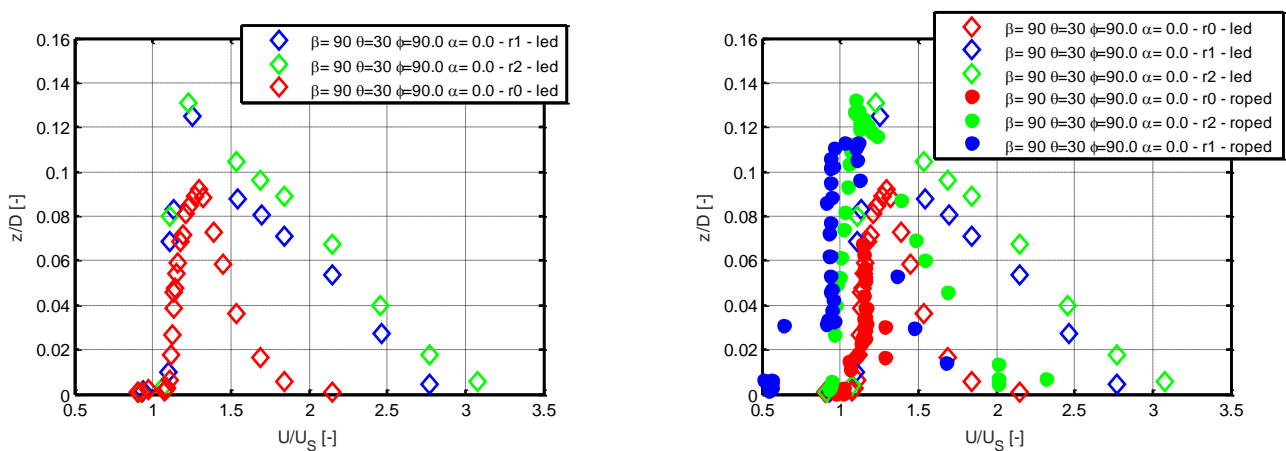 β= 90 θ=30 ϕ=90.0 α= 0.0 - r1 - led
β= 90 θ=30 ϕ=90.0 α= 0.0 - r2 - led
β= 90 θ=30 ϕ=90.0 α= 0.0 - r0 - led
0.16
0.14
0.12
0.1
0.08
0.06
0.04
0.02
0
z/D [-]
0.5 1 1.5 2 2.5 3 3.5
U/U_S [-]
β= 90 θ=30 ϕ=90.0 α= 0.0 - r0 - led
β= 90 θ=30 ϕ=90.0 α= 0.0 - r1 - led
β= 90 θ=30 ϕ=90.0 α= 0.0 - r2 - led
β= 90 θ=30 ϕ=90.0 α= 0.0 - r0 - roped
β= 90 θ=30 ϕ=90.0 α= 0.0 - r2 - roped
β= 90 θ=30 ϕ=90.0 α= 0.0 - r1 - roped
0.16
0.14
0.12
0.1
0.08
0.06
0.04
0.02
0
z/D [-]
0.5 1 1.5 2 2.5 3 3.5
U/U_S [-]